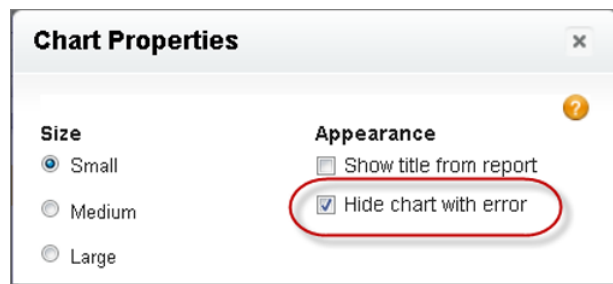 Chart Properties
Size
Small
Medium
Large
Appearance
Show title from report
Hide chart with error